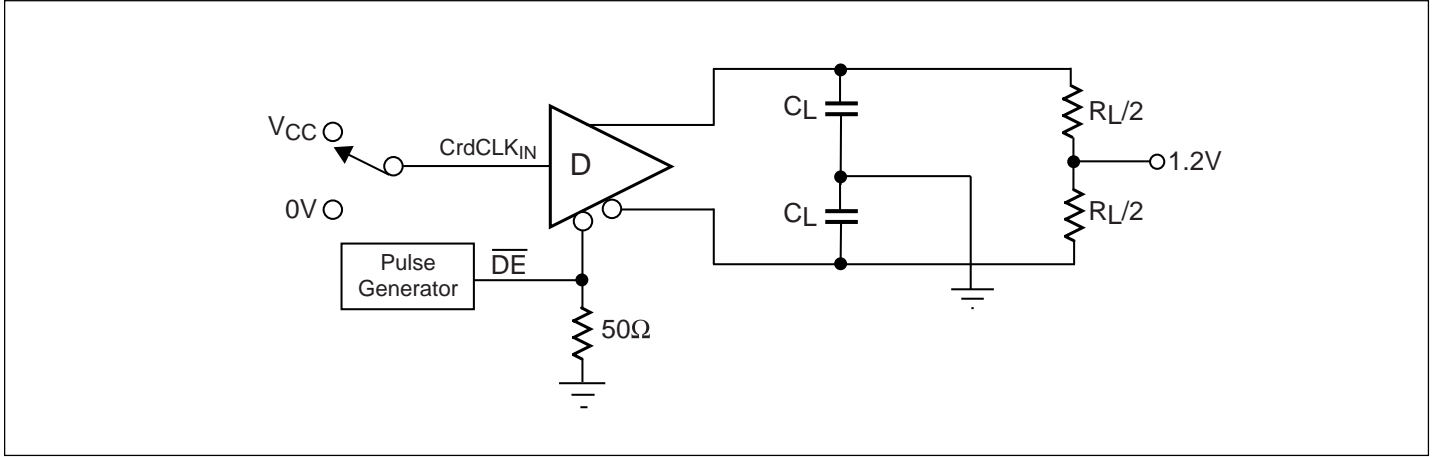 VCC
CrdCLKIN
D
0V
Pulse
Generator
DE
50Ω
CL
CL
RL/2
RL/2
1.2V